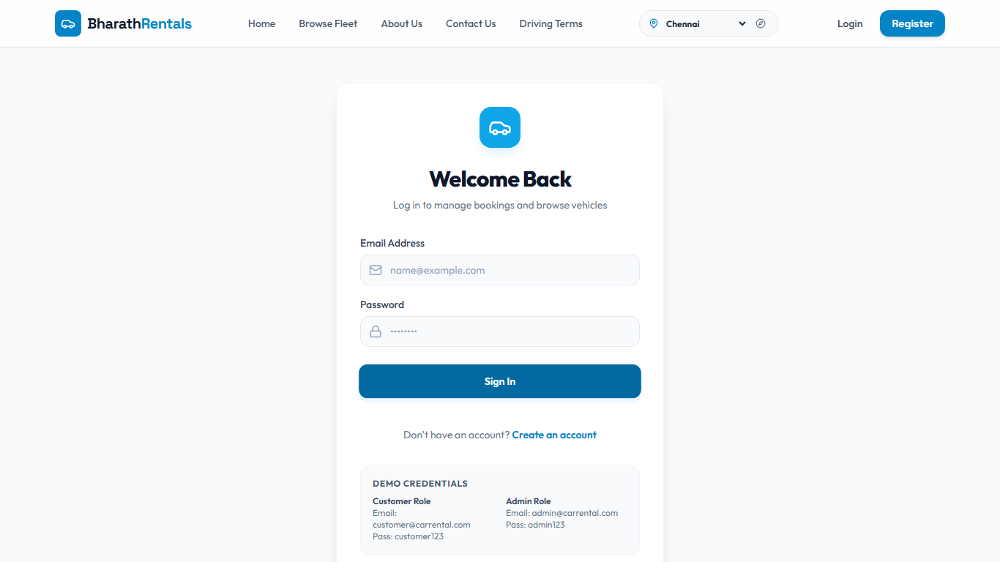 BharathRentals
Home Browse Fleet About Us Contact Us Driving Terms
Chennai
Login Register
Welcome Back
Log in to manage bookings and browse vehicles
Email Address
name@example.com
Password
••••••••
Sign In
Don't have an account? Create an account
DEMO CREDENTIALS
Customer Role
Email:
customer@carrental.com
Pass: customer123
Admin Role
Email: admin@carrental.com
Pass: admin123